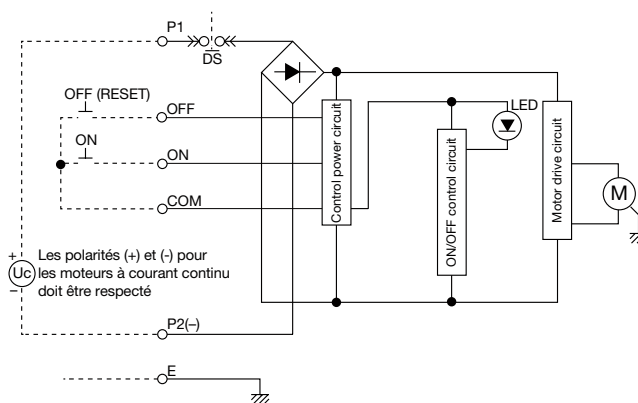 P1
DS
OFF (RESET)
OFF
ON
ON
COM
Control power circuit
ON/OFF control circuit
LED
Motor drive circuit
M
+
Uc
−
Les polarités (+) et (-) pour
les moteurs à courant continu
doit être respecté
P2(–)
E